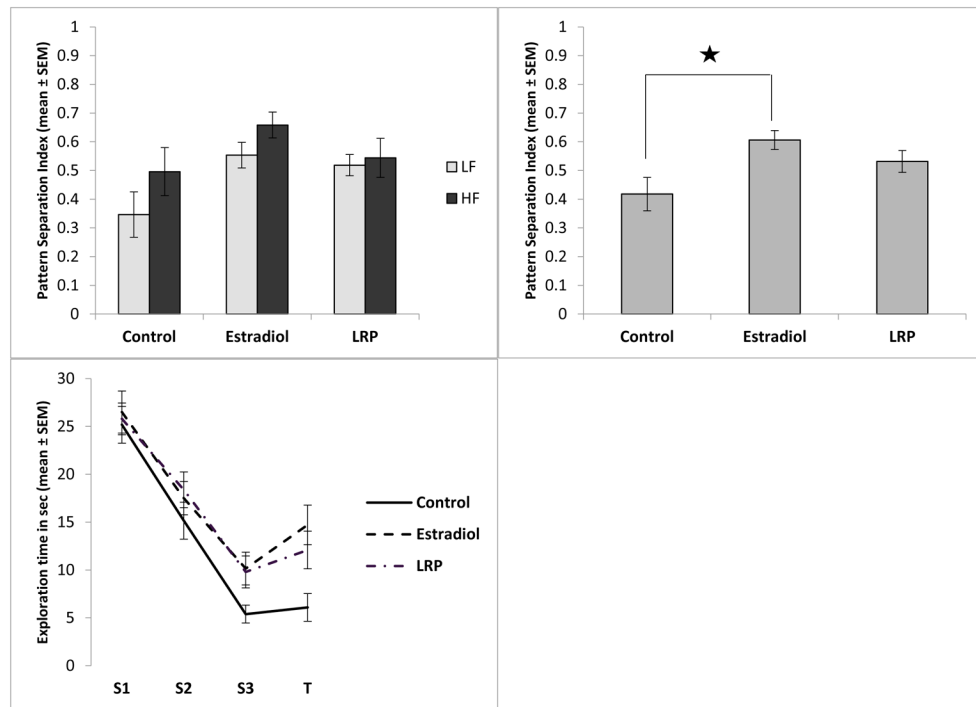 Pattern Separation Index (mean ± SEM)
1
0.9
0.8
0.7
0.6
0.5
0.4
0.3
0.2
0.1
0
Control Estradiol LRP
LF
HF
Pattern Separation Index (mean ± SEM)
1
0.9
0.8
0.7
0.6
0.5
0.4
0.3
0.2
0.1
0
Control Estradiol LRP
Exploration time in sec (mean ± SEM)
30
25
20
15
10
5
0
S1 S2 S3 T
Control
Estradiol
LRP